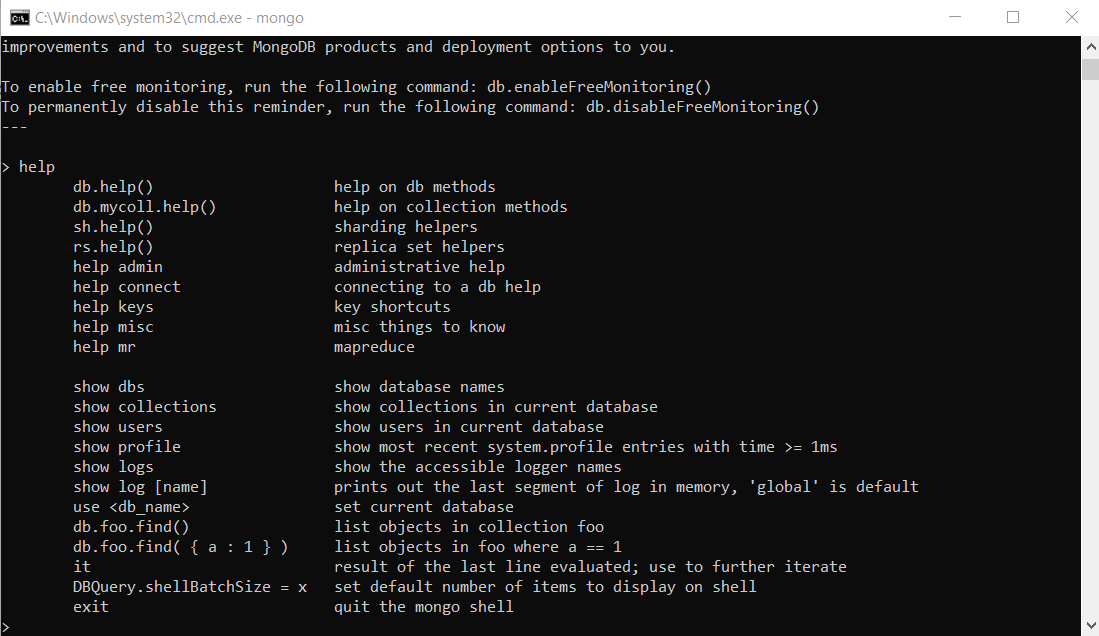 C:\Windows\system32\cmd.exe - mongo
improvements and to suggest MongoDB products and deployment options to you.
To enable free monitoring, run the following command: db.enableFreeMonitoring()
To permanently disable this reminder, run the following command: db.disableFreeMonitoring()
---
> help
db.help() help on db methods
db.mycoll.help() help on collection methods
sh.help() sharding helpers
rs.help() replica set helpers
help admin administrative help
help connect connecting to a db help
help keys key shortcuts
help misc misc things to know
help mr mapreduce
show dbs show database names
show collections show collections in current database
show users show users in current database
show profile show most recent system.profile entries with time >= 1ms
show logs show the accessible logger names
show log [name] prints out the last segment of log in memory, 'global' is default
use <db_name> set current database
db.foo.find() list objects in collection foo
db.foo.find( { a : 1 } ) list objects in foo where a == 1
it result of the last line evaluated; use to further iterate
DBQuery.shellBatchSize = x set default number of items to display on shell
exit quit the mongo shell
>